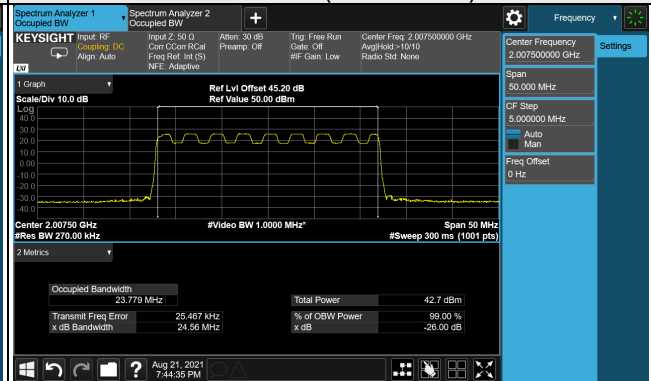 Spectrum Analyzer 1
Occupied BW
Spectrum Analyzer 2
Occupied BW
Frequency
KEYSIGHT
Input: RF
Coupling: DC
Align: Auto
Input Z: 50 Ω
Corr CCorr RCal
Freq Ref: Int (S)
NFE: Adaptive
Atten: 30 dB
Preamp: Off
Trig: Free Run
Gate: Off
#IF Gain: Low
Center Freq: 2.007500000 GHz
Avg|Hold:>10/10
Radio Std: None
LXI
Center Frequency
2.007500000 GHz
Settings
Span
50.000 MHz
CF Step
5.000000 MHz
Auto
Man
Freq Offset
0 Hz
1 Graph
Scale/Div 10.0 dB
Ref Lvl Offset 45.20 dB
Ref Value 50.00 dBm
Log
40.0
30.0
20.0
10.0
0.00
-10.0
-20.0
-30.0
-40.0
Center 2.00750 GHz
#Video BW 1.0000 MHz*
Span 50 MHz
#Res BW 270.00 kHz
#Sweep 300 ms (1001 pts)
2 Metrics
Occupied Bandwidth
23.779 MHz
Total Power 42.7 dBm
Transmit Freq Error 25.467 kHz
% of OBW Power 99.00 %
x dB Bandwidth 24.56 MHz
x dB -26.00 dB
Aug 21, 2021
7:44:35 PM